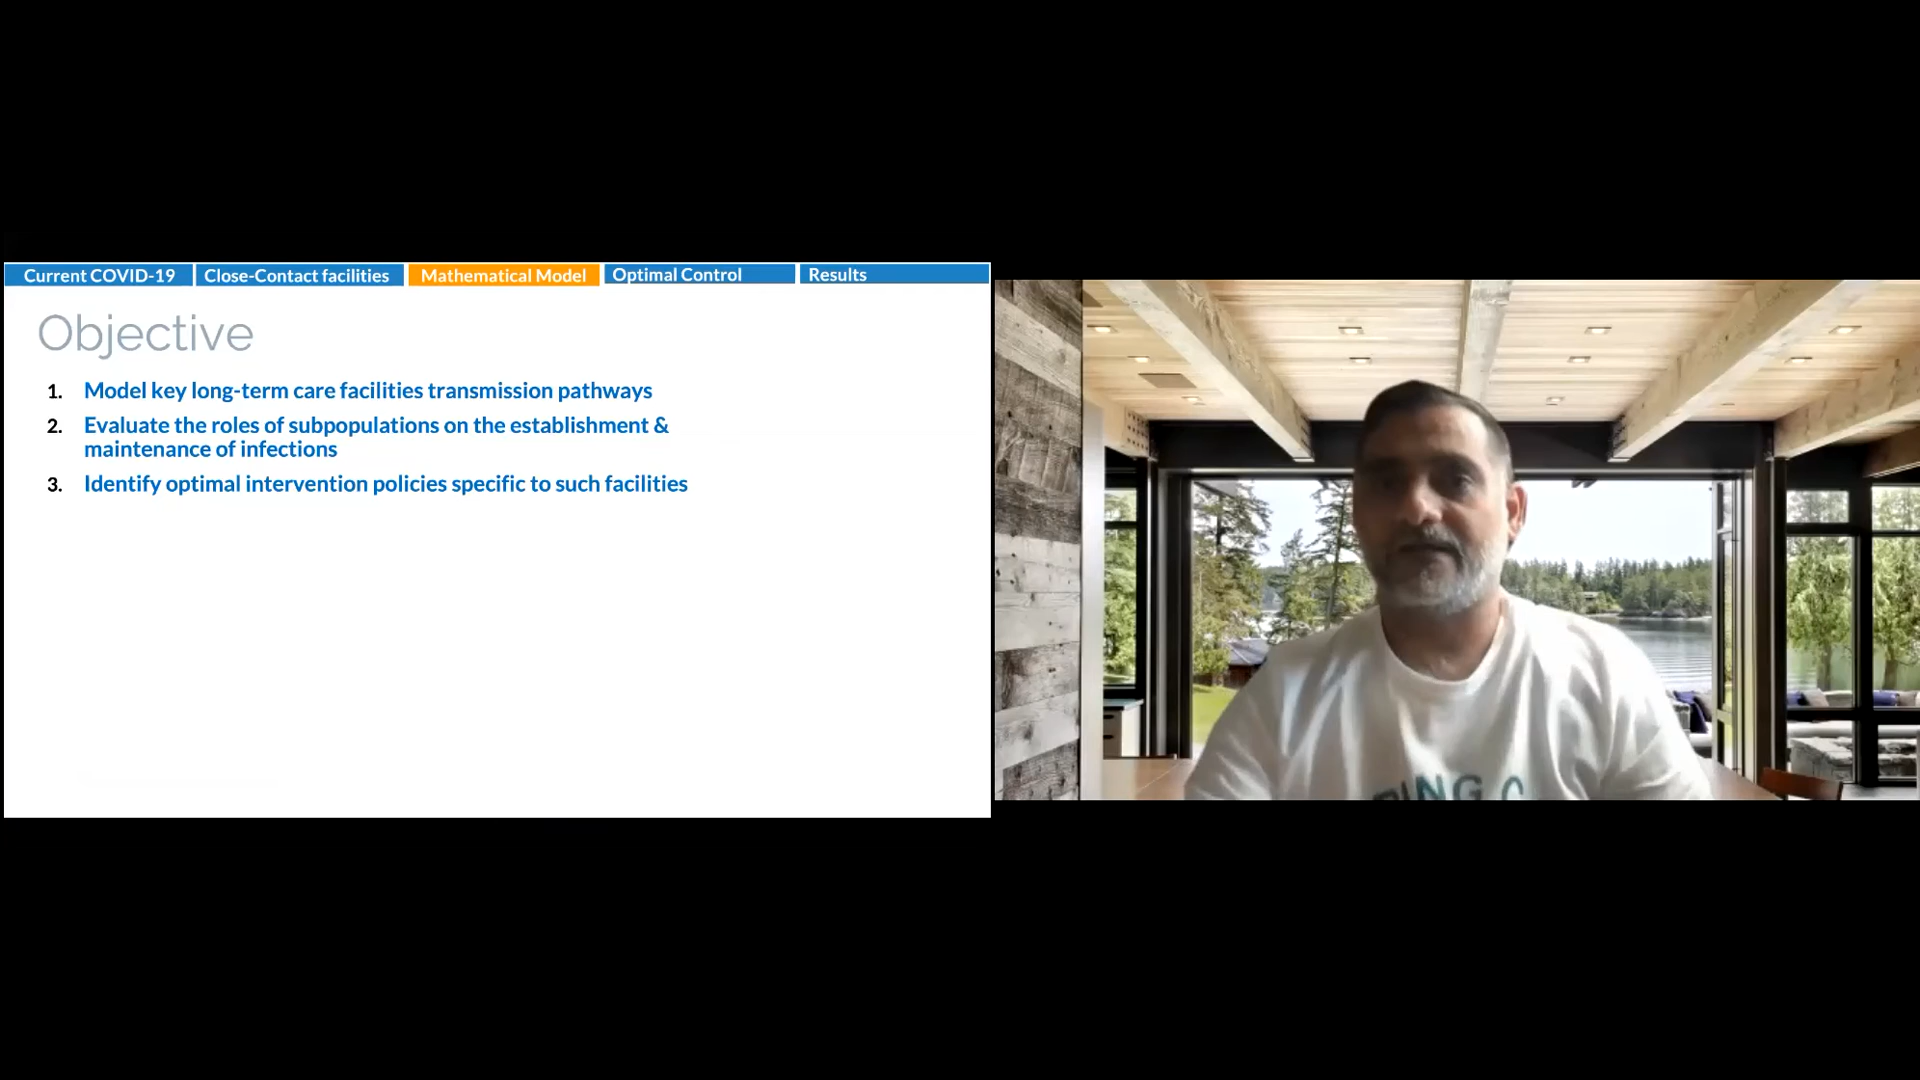 Current COVID-19 Close-Contact facilities Mathematical Model Optimal Control Results
Objective
1. Model key long-term care facilities transmission pathways
2. Evaluate the roles of subpopulations on the establishment &
maintenance of infections
3. Identify optimal intervention policies specific to such facilities